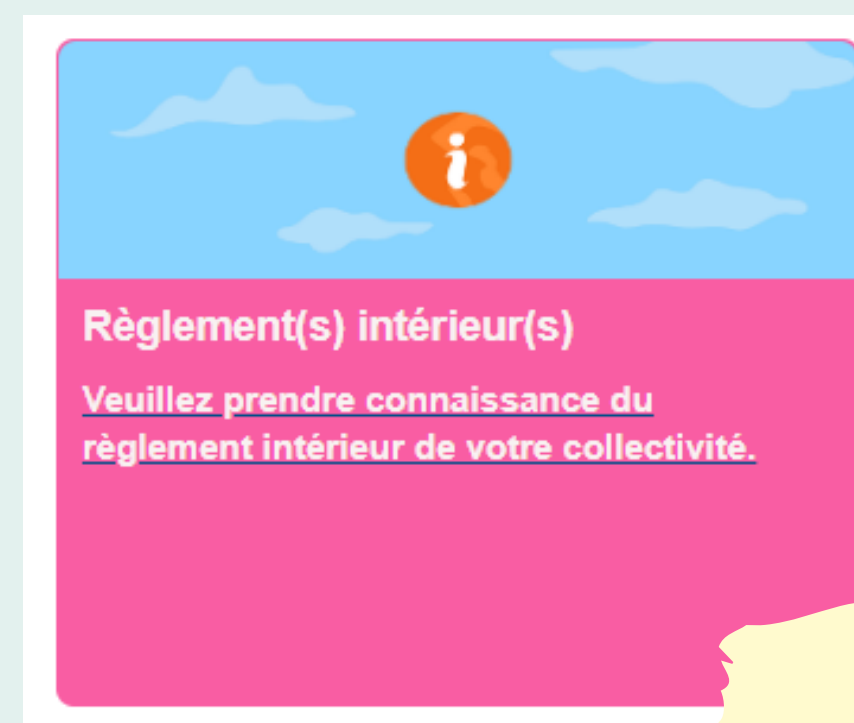 i
Règlement(s) intérieur(s)
Veuillez prendre connaissance du
règlement intérieur de votre collectivité.